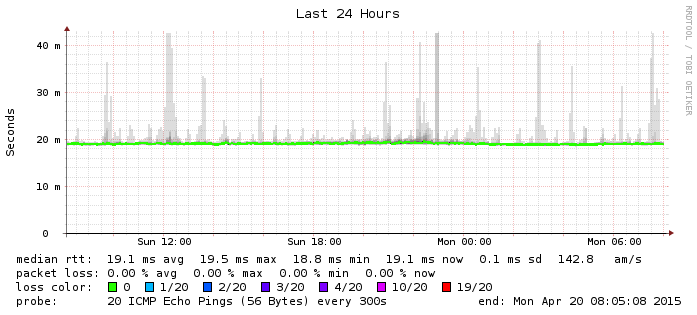 Last 24 Hours
RRDTOOL / TOBI OETIKER
Seconds
40 m
30 m
20 m
10 m
0
Sun 12:00 Sun 18:00 Mon 00:00 Mon 06:00
median rtt: 19.1 ms avg 19.5 ms max 18.8 ms min 19.1 ms now 0.1 ms sd 142.8 am/s
packet loss: 0.00 % avg 0.00 % max 0.00 % min 0.00 % now
loss color: 0 1/20 2/20 3/20 4/20 10/20 19/20
probe: 20 ICMP Echo Pings (56 Bytes) every 300s end: Mon Apr 20 08:05:08 2015